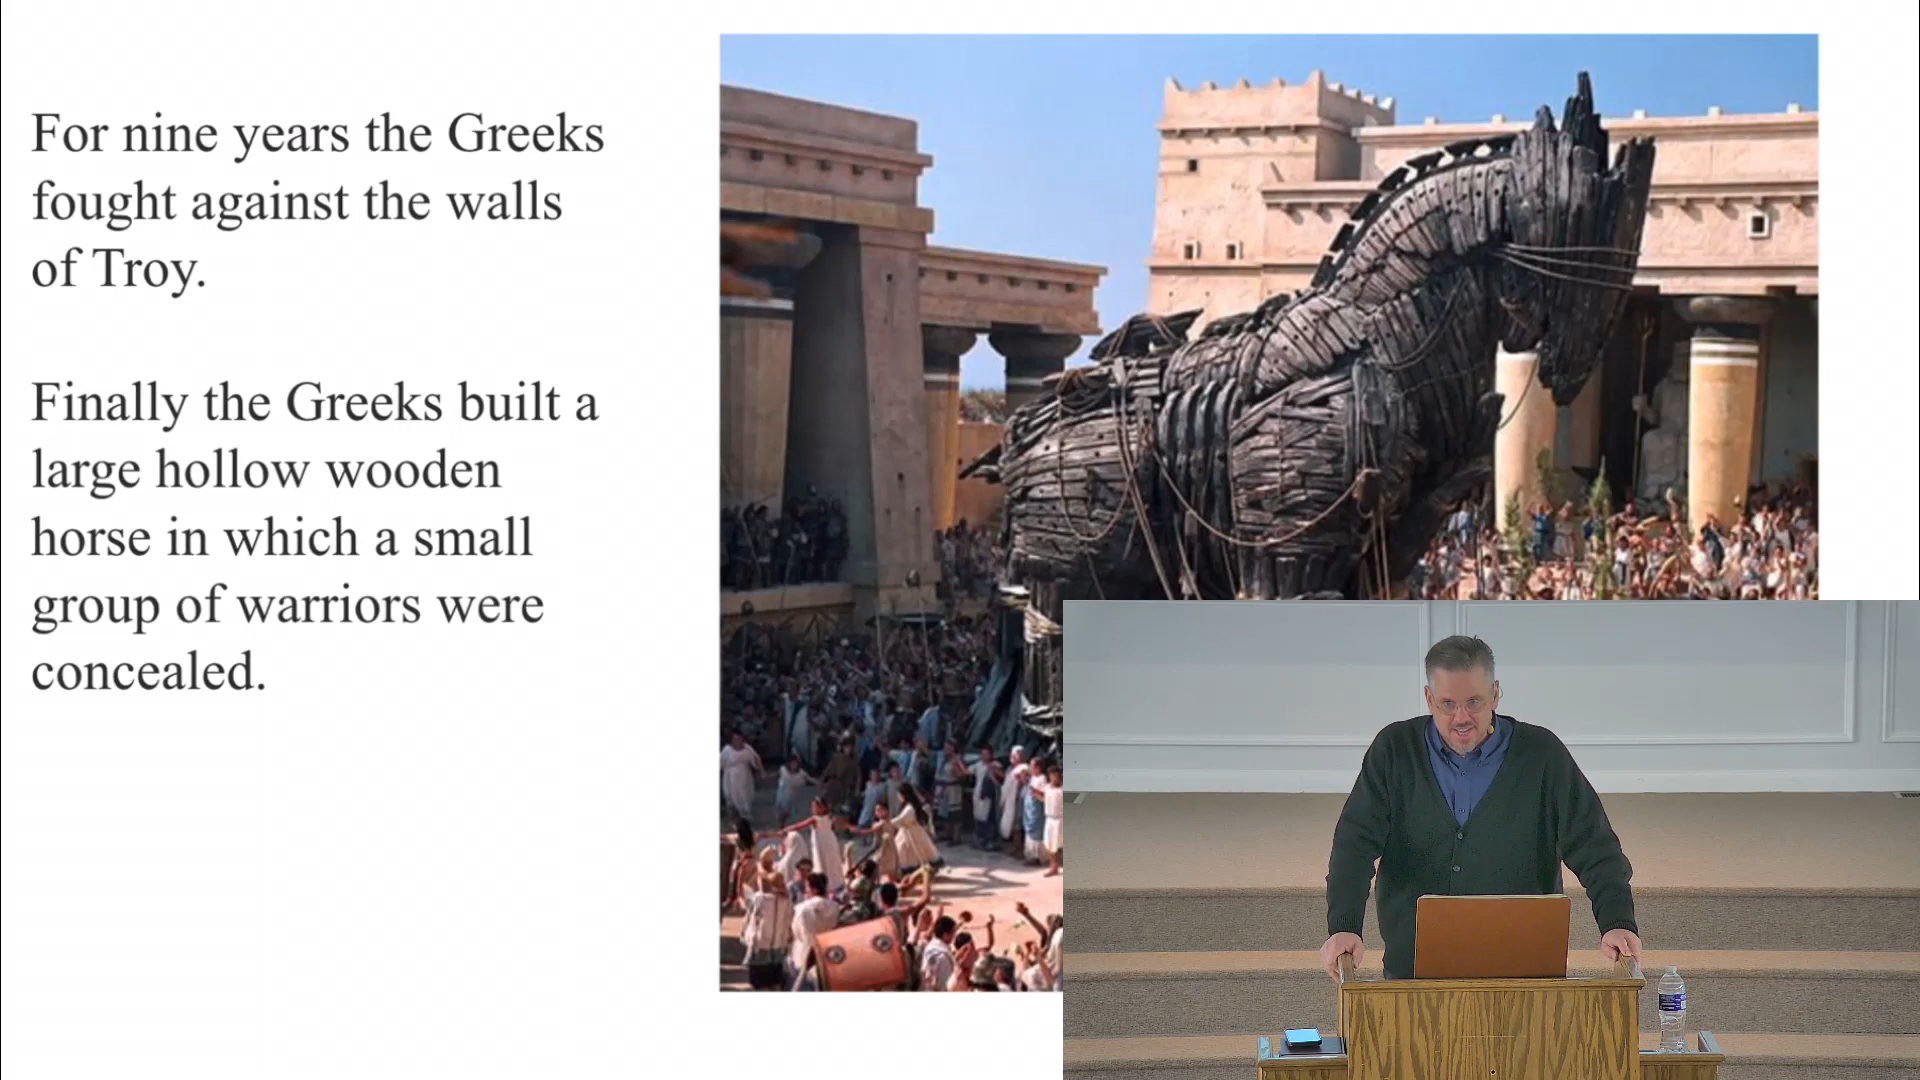 For nine years the Greeks
fought against the walls
of Troy.
Finally the Greeks built a
large hollow wooden
horse in which a small
group of warriors were
concealed.